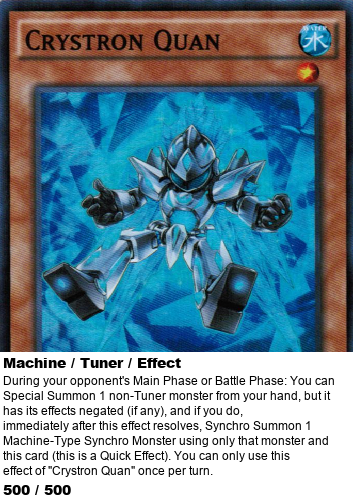 CRYSTRON QUAN
WATER
水
Machine / Tuner / Effect
During your opponent's Main Phase or Battle Phase: You can
Special Summon 1 non-Tuner monster from your hand, but it
has its effects negated (if any), and if you do,
immediately after this effect resolves, Synchro Summon 1
Machine-Type Synchro Monster using only that monster and
this card (this is a Quick Effect). You can only use this
effect of "Crystron Quan" once per turn.
500 / 500